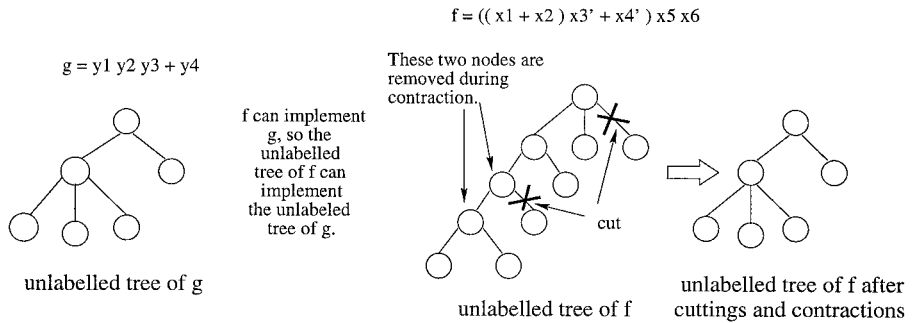 f = (( x1 + x2 ) x3' + x4' ) x5 x6
g = y1 y2 y3 + y4
These two nodes are
removed during
contraction.
f can implement
g, so the
unlabelled
tree of f can
implement
the unlabeled
tree of g.
cut
unlabelled tree of g
unlabelled tree of f
unlabelled tree of f after
cuttings and contractions